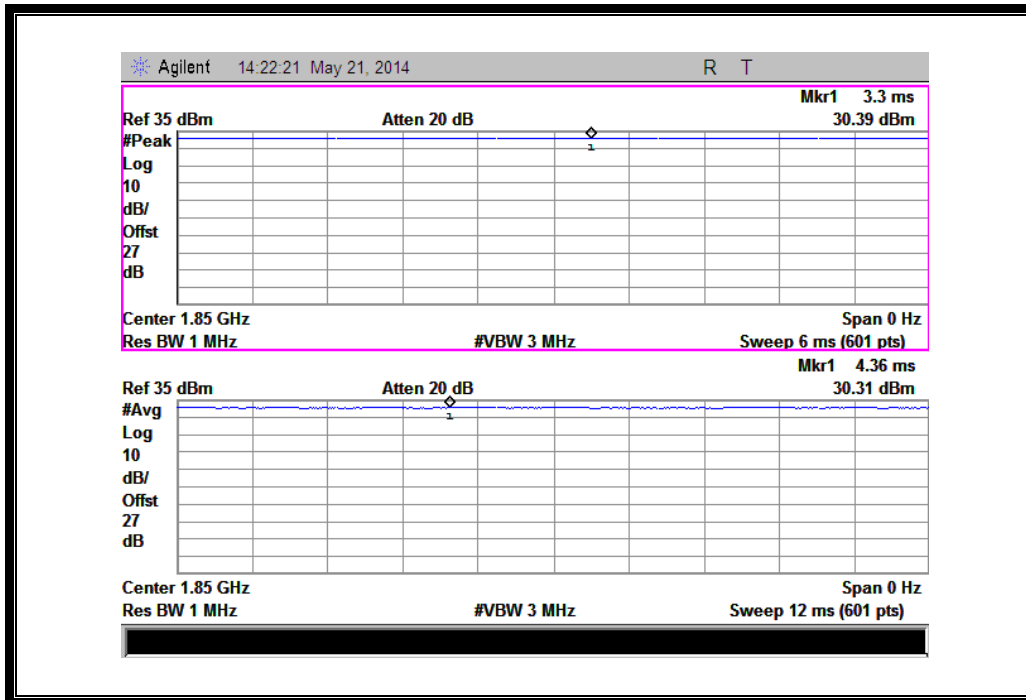 Agilent 14:22:21 May 21, 2014 R T
Mkr1 3.3 ms
Ref 35 dBm Atten 20 dB 30.39 dBm
#Peak
1
Log
10
dB/
Offst
27
dB
Center 1.85 GHz Span 0 Hz
Res BW 1 MHz #VBW 3 MHz Sweep 6 ms (601 pts)
Mkr1 4.36 ms
Ref 35 dBm Atten 20 dB 30.31 dBm
#Avg
1
Log
10
dB/
Offst
27
dB
Center 1.85 GHz Span 0 Hz
Res BW 1 MHz #VBW 3 MHz Sweep 12 ms (601 pts)